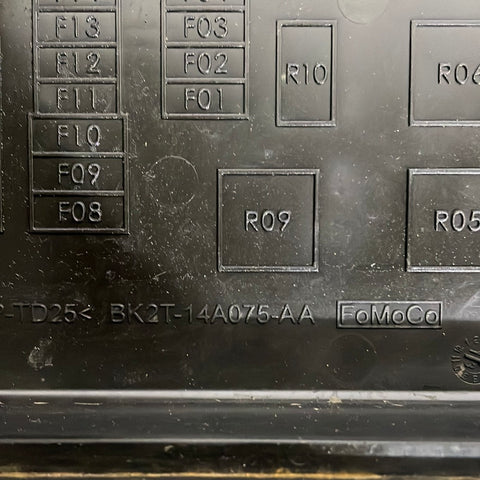 F13 F03
F12 F02 R10 R06
F11 F01
F10
F09
F08 R09 R05
-TD25< BK2T-14A075-AA FoMoCo